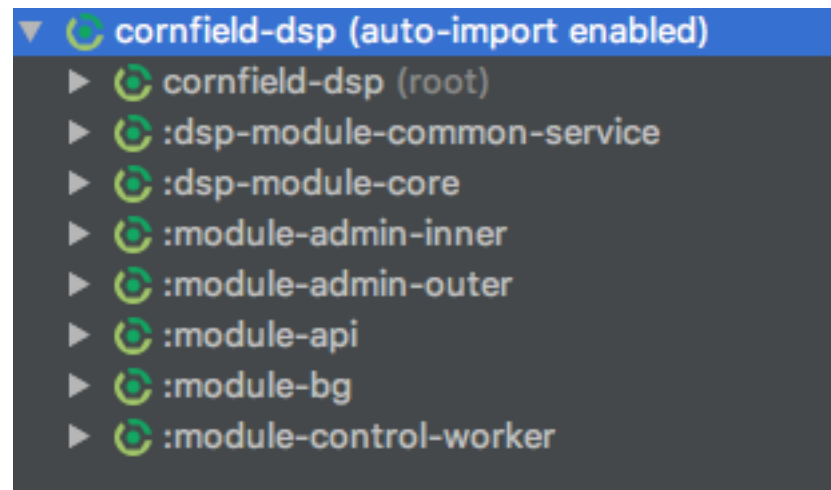 cornfield-dsp (auto-import enabled)
cornfield-dsp (root)
:dsp-module-common-service
:dsp-module-core
:module-admin-inner
:module-admin-outer
:module-api
:module-bg
:module-control-worker